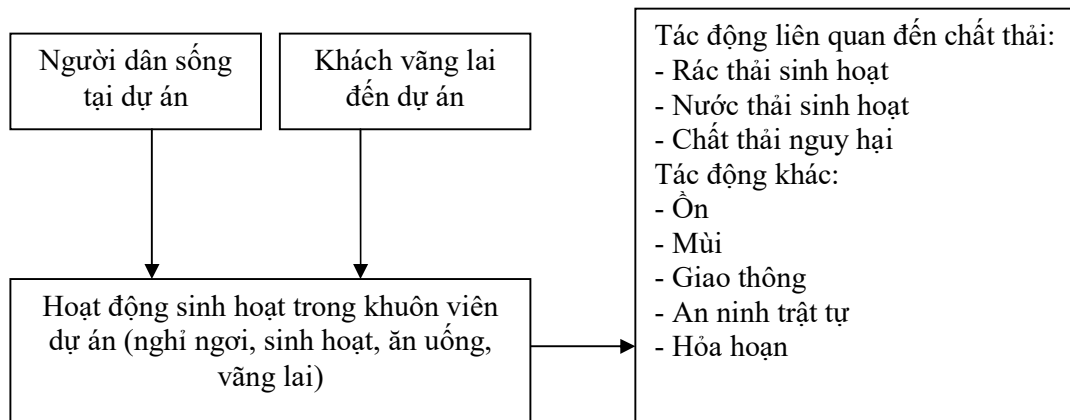 Người dân sống
tại dự án
Khách vãng lai
đến dự án
Hoạt động sinh hoạt trong khuôn viên
dự án (nghỉ ngơi, sinh hoạt, ăn uống,
vãng lai)
Tác động liên quan đến chất thải:
- Rác thải sinh hoạt
- Nước thải sinh hoạt
- Chất thải nguy hại
Tác động khác:
- Ồn
- Mùi
- Giao thông
- An ninh trật tự
- Hỏa hoạn